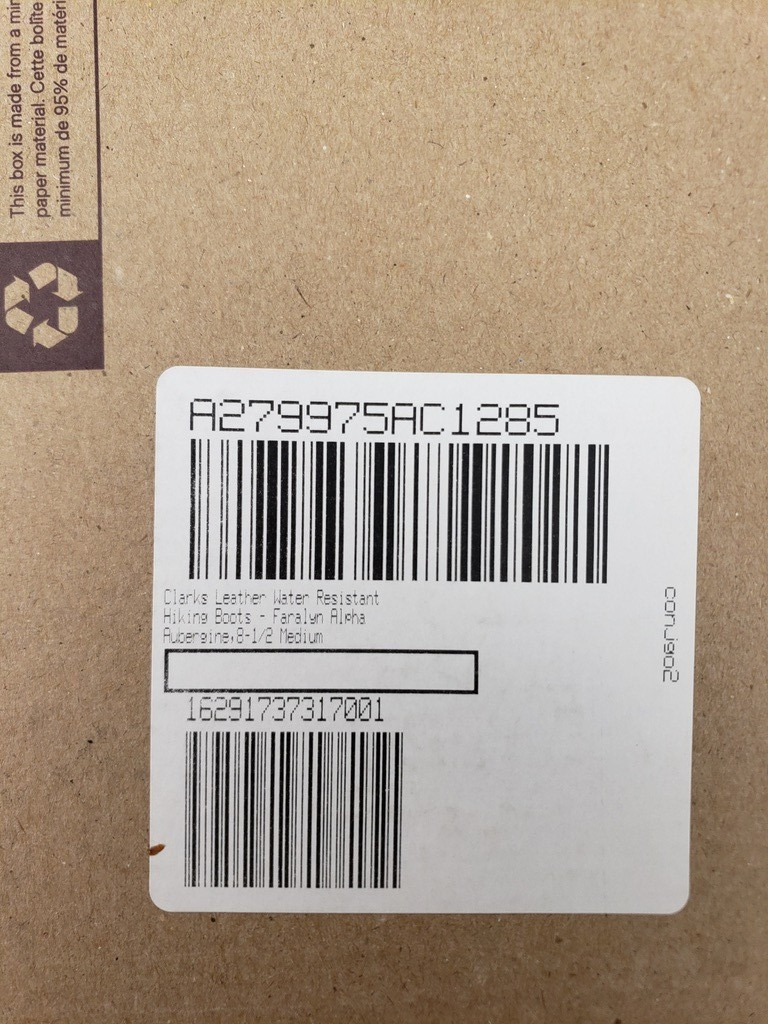 This box is made from a mi
paper material. Cette boîte
minimum de 95% de matéri
A279975AC1285
Clarks Leather Water Resistant
Hiking Boots - Faralyn Alpha
Aubergine,8-1/2 Medium
16291737317001
conjgo2